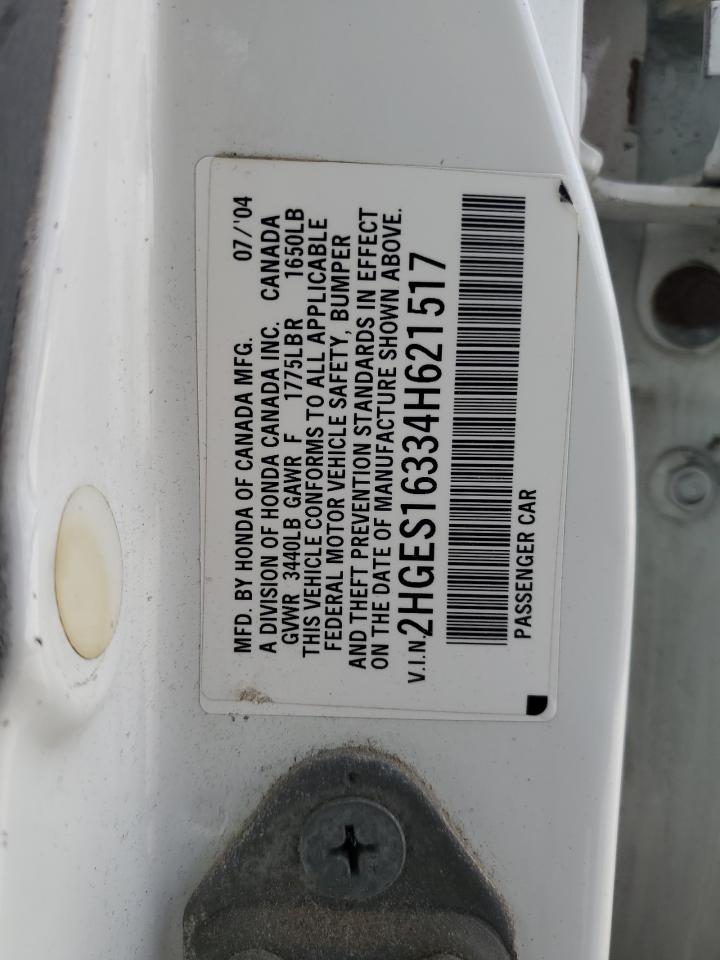 MFD. BY HONDA OF CANADA MFG. 07/'04
A DIVISION OF HONDA CANADA INC. CANADA
GVWR 3440LB GAWR F 1775LBR 1650LB
THIS VEHICLE CONFORMS TO ALL APPLICABLE
FEDERAL MOTOR VEHICLE SAFETY, BUMPER
AND THEFT PREVENTION STANDARDS IN EFFECT
ON THE DATE OF MANUFACTURE SHOWN ABOVE.
V.I.N. 2HGES16334H621517
PASSENGER CAR